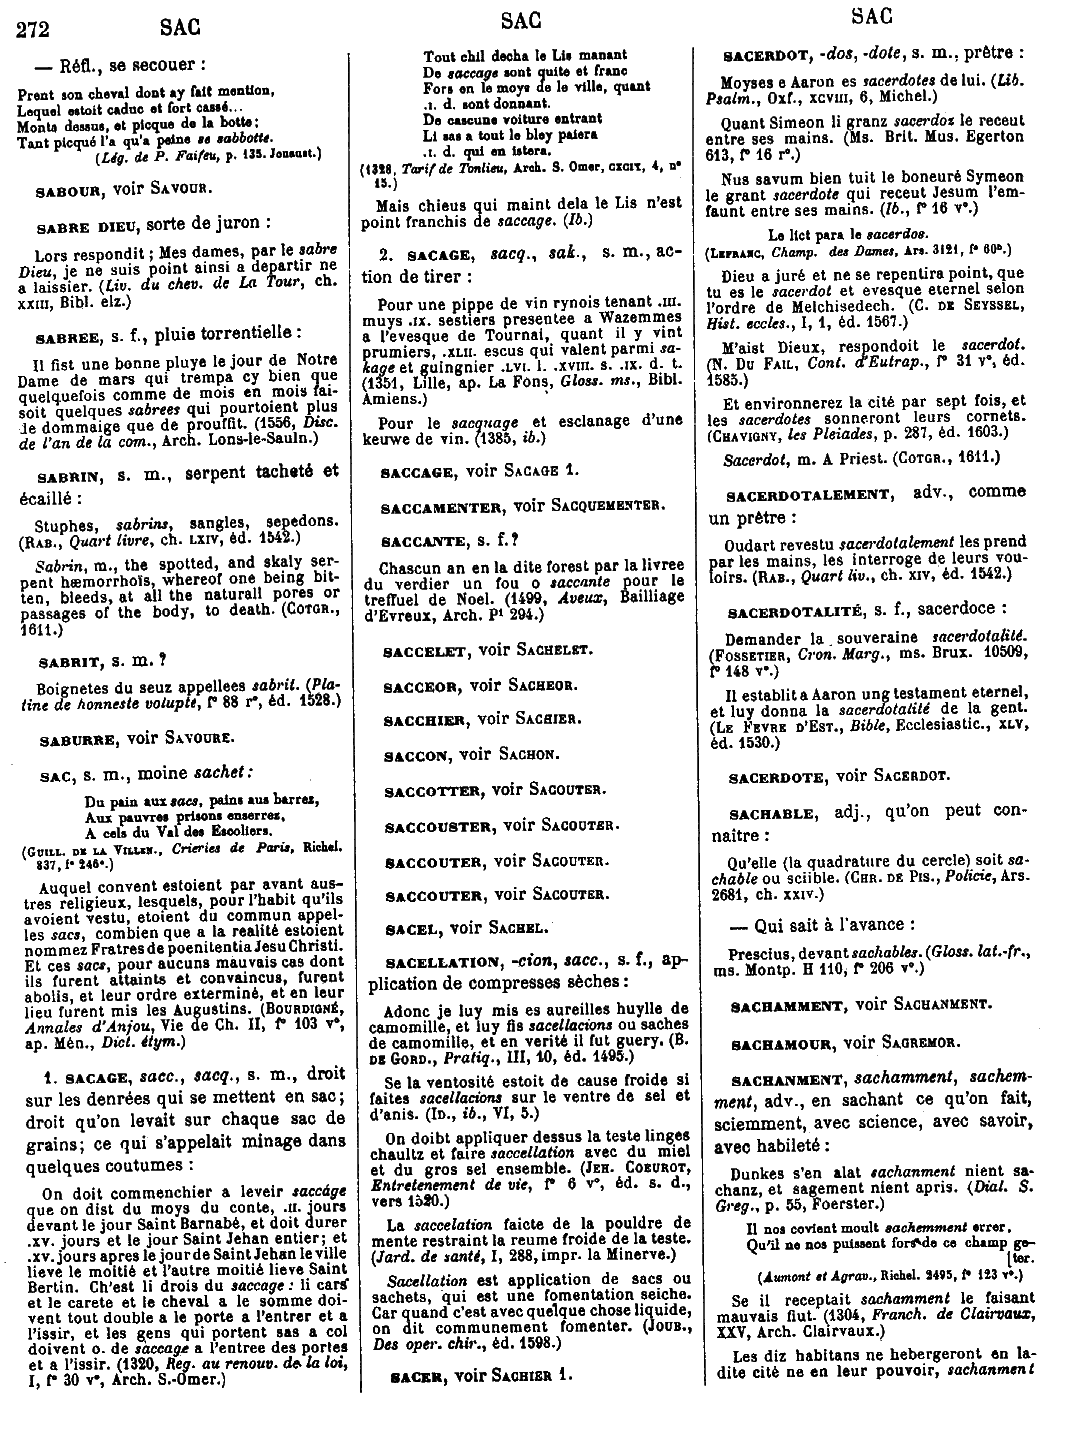 272 SAC SAC SAC
— Réfl., se secouer :
Prent son cheval dont ay fait mention,
Lequel estoit caduc et fort cassé...
Monta dessus, et picque de la botte;
Tant picqué l'a qu'a peine se sabbotte.
(Lég. de P. Faifeu, p. 135. Jouaust.)
SABOUR, voir SAVOUR.
SABRE DIEU, sorte de juron :
Lors respondit ; Mes dames, par le sabre
Dieu, je ne suis point ainsi a departir ne
a laissier. (Liv. du chev. de La Tour, ch.
XXIII, Bibl. elz.)
SABREE, s. f., pluie torrentielle :
Il fist une bonne pluye le jour de Notre
Dame de mars qui trempa cy bien que
quelquefois comme de mois en mois fai-
soit quelques sabrees qui pourtoient plus
de dommaige que de prouffit. (1556, Disc.
de l'an de la com., Arch. Lons-le-Sauln.)
SABRIN, s. m., serpent tacheté et
écaillé :
Stuphes, sabrins, sangles, sepedons.
(RAB., Quart livre, ch. LXIV, éd. 1542.)
Sabrin, m., the spotted, and skaly ser-
pent hæmorrhoïs, whereof one being bit-
ten, bleeds, at all the naturall pores or
passages of the body, to death. (COTGR.,
1611.)
SABRIT, s. m. ?
Boignetes du seuz appellees sabrit. (Pla-
tine de honneste volupté, f° 88 r°, éd. 1528.)
SABURRE, voir SAVOURE.
SAC, s. m., moine sachet :
Du pain aux sacs, pains aus barrez,
Aux pauvres prisons enserrez,
A cels du Val des Escoliers.
(GUILL. DE LA VILLEN., Crieries de Paris, Richel.
837, f° 246°.)
Auquel convent estoient par avant aus-
tres religieux, lesquels, pour l'habit qu'ils
avoient vestu, etoient du commun appel-
les sacs, combien que a la realité estoient
nommez Fratres de poenitentia Jesu Christi.
Et ces sacs, pour aucuns mauvais cas dont
ils furent attaints et convaincus, furent
abolis, et leur ordre exterminé, et en leur
lieu furent mis les Augustins. (BOURDIGNÉ,
Annales d'Anjou, Vie de Ch. II, f° 103 v°,
ap. Mén., Dict. étym.)
1. SACAGE, sacc., sacq., s. m., droit
sur les denrées qui se mettent en sac ;
droit qu'on levait sur chaque sac de
grains ; ce qui s'appelait minage dans
quelques coutumes :
On doit commenchier a leveir saccage
que on dist du moys du conte, .II. jours
devant le jour Saint Barnabé, et doit durer
.XV. jours et le jour Saint Jehan entier; et
.XV. jours apres le jour de Saint Jehan le ville
lieve le moitié et l'autre moitié lieve Saint
Bertin. Ch'est li drois du saccage : li cars
et le carete et le cheval a le somme doi-
vent tout double a le porte a l'entrer et a
l'issir, et les gens qui portent sas a col
doivent o. de saccage a l'entree des portes
et a l'issir. (1320, Reg. au renouv. de la loi,
I, f° 30 v°, Arch. S.-Omer.)
Tout chil decha le Lis manant
De saccage sont quite et franc
Fors en le moys de le ville, quant
.I. d. sont donnant.
De cascune voiture entrant
Li sas a tout le bley paiera
.I. d. qui en istera.
(1328, Tarif de Tonlieu, Arch. S. Omer, CXCIX, 4, n°
15.)
Mais chieus qui maint dela le Lis n'est
point franchis de saccage. (Ib.)
2. SACAGE, sacq., sak., s. m., ac-
tion de tirer :
Pour une pippe de vin rynois tenant .III.
muys .IX. sestiers presentee a Wazemmes
a l'evesque de Tournai, quant il y vint
prumiers, .XLII. escus qui valent parmi sa-
kage et guingnier .LVI. l. .XVIII. s. .IX. d. t.
(1351, Lille, ap. La Fons, Gloss. ms., Bibl.
Amiens.)
Pour le sacquage et esclanage d'une
keuwe de vin. (1385, ib.)
SACCAGE, voir SACAGE 1.
SACCAMENTER, voir SACQUEMENTER.
SACCANTE, s. f.?
Chascun an en la dite forest par la livree
du verdier un fou o saccante pour le
treffuel de Noel. (1499, Aveux, Bailliage
d'Evreux, Arch. P¹ 294.)
SACCELET, voir SACHELET.
SACCEOR, voir SACHEOR.
SACCHIER, voir SACHIER.
SACCON, voir SACHON.
SACCOTTER, voir SACOUTER.
SACCOUSTER, voir SACOUTER.
SACCOUTER, voir SACOUTER.
SACCOUTER, voir SACOUTER.
SACEL, voir SACHEL.
SACELLATION, -cion, sacc., s. f., ap-
plication de compresses sèches :
Adonc je luy mis es aureilles huylle de
camomille, et luy fis sacellacions ou saches
de camomille, et en verité il fut guery. (B.
DE GORD., Pratiq., III, 10, éd. 1495.)
Se la ventosité estoit de cause froide si
faites sacellacions sur le ventre de sel et
d'anis. (ID., ib., VI, 5.)
On doibt appliquer dessus la teste linges
chaultz et faire saccellation avec du miel
et du gros sel ensemble. (JEH. COEUROT,
Entretenement de vie, f° 6 v°, éd. s. d.,
vers 1520.)
La saccelation faicte de la pouldre de
mente restraint la reume froide de la teste.
(Jard. de santé, I, 288, impr. la Minerve.)
Sacellation est application de sacs ou
sachets, qui est une fomentation seiche.
Car quand c'est avec quelque chose liquide,
on dit communement fomenter. (JOUB.,
Des oper. chir., éd. 1598.)
SACER, voir SACHIER 1.
SACERDOT, -dos, -dote, s. m., prêtre :
Moyses e Aaron es sacerdotes de lui. (Lib.
Psalm., Oxf., XCVIII, 6, Michel.)
Quant Simeon li granz sacerdoz le receut
entre ses mains. (Ms. Brit. Mus. Egerton
613, f° 16 r°.)
Nus savum bien tuit le boneuré Symeon
le grant sacerdote qui receut Jesum l'em-
faunt entre ses mains. (Ib., f° 16 v°.)
Le lict para le sacerdos.
(LEFRANC, Champ. des Dames, Ars. 3121, f° 60ᵇ.)
Dieu a juré et ne se repentira point, que
tu es le sacerdot et evesque eternel selon
l'ordre de Melchisedech. (C. DE SEYSSEL,
Hist. eccles., I, 1, éd. 1567.)
M'aist Dieux, respondoit le sacerdot.
(N. DU FAIL, Cont. d'Eutrap., f° 31 v°, éd.
1585.)
Et environnerez la cité par sept fois, et
les sacerdotes sonneront leurs cornets.
(CHAVIGNY, les Pleiades, p. 287, éd. 1603.)
Sacerdot, m. A Priest. (COTGR., 1611.)
SACERDOTALEMENT, adv., comme
un prêtre :
Oudart revestu sacerdotalement les prend
par les mains, les interroge de leurs vou-
loirs. (RAB., Quart liv., ch. XIV, éd. 1542.)
SACERDOTALITÉ, s. f., sacerdoce :
Demander la souveraine sacerdotalité.
(FOSSETIER, Cron. Marg., ms. Brux. 10509,
f° 148 v°.)
Il establit a Aaron ung testament eternel,
et luy donna la sacerdotalité de la gent.
(LE FEVRE D'EST., Bible, Ecclesiastic., XLV,
éd. 1530.)
SACERDOTE, voir SACERDOT.
SACHABLE, adj., qu'on peut con-
naître :
Qu'elle (la quadrature du cercle) soit sa-
chable ou sciible. (CHR. DE PIS., Policie, Ars.
2681, ch. XXIV.)
— Qui sait à l'avance :
Prescius, devant sachables. (Gloss. lat.-fr.,
ms. Montp. H 110, f° 206 v°.)
SACHAMMENT, voir SACHANMENT.
SACHAMOUR, voir SAGREMOR.
SACHANMENT, sachamment, sachem-
ment, adv., en sachant ce qu'on fait,
sciemment, avec science, avec savoir,
avec habileté :
Dunkes s'en alat sachanment nient sa-
chanz, et sagement nient apris. (Dial. S.
Greg., p. 55, Foerster.)
Il nos covient moult sachemment errer,
Qu'il ne nos puissent fors de ce champ ge-
[ter.
(Aumont et Agrav., Richel. 2495, f° 123 v°.)
Se il receptait sachamment le faisant
mauvais fiut. (1304, Franch. de Clairvaux,
XXV, Arch. Clairvaux.)
Les diz habitans ne hebergeront en la-
dite cité ne en leur pouvoir, sachanment